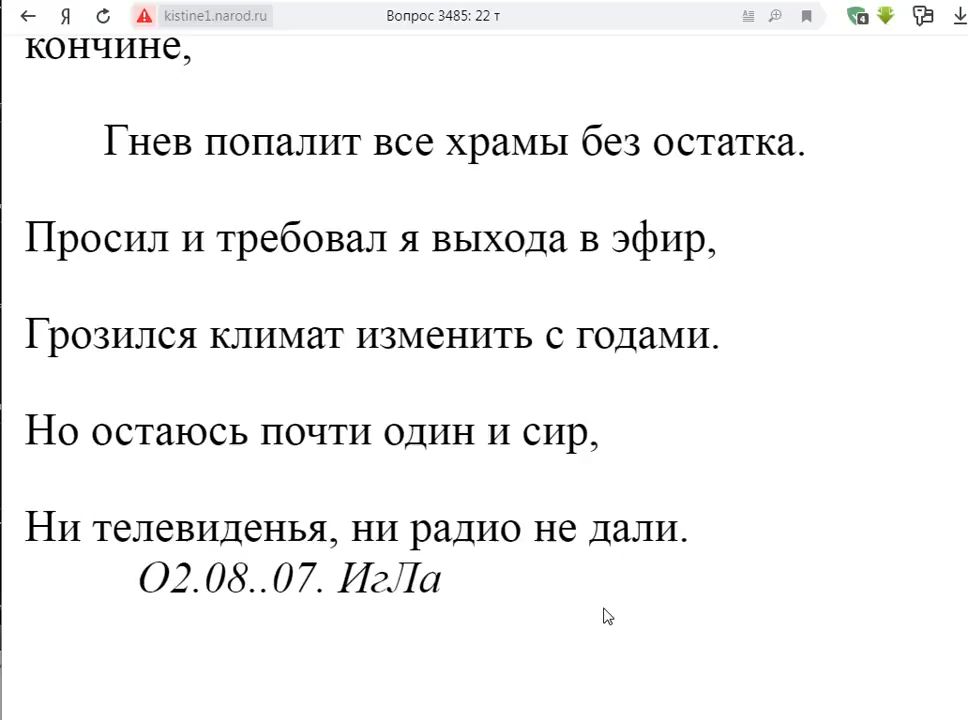 kistine1.narod.ru
Вопрос 3485: 22 т
4
кончине,
Гнев попалит все храмы без остатка.
Просил и требовал я выхода в эфир,
Грозился климат изменить с годами.
Но остаюсь почти один и сир,
Ни телевиденья, ни радио не дали.
О2.08..07. ИгЛа